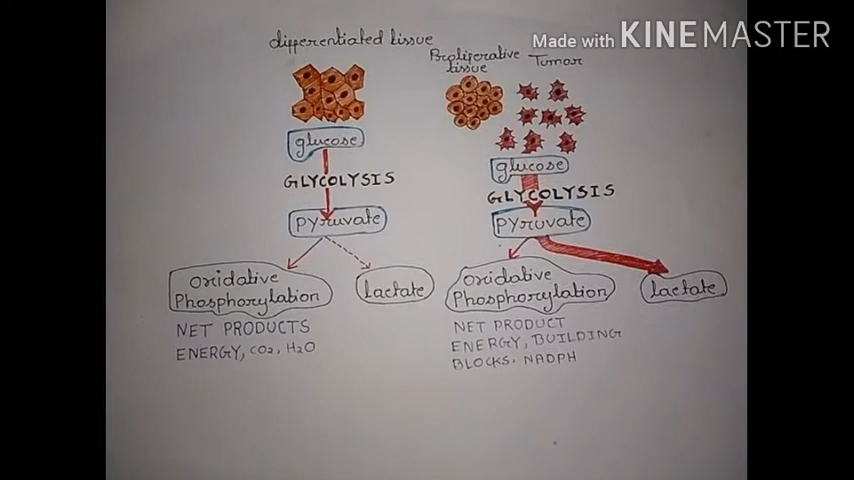 differentiated tissue
Made with KINEMASTER
Proliferative
tissue
Tumor
glucose
GLYCOLYSIS
pyruvate
oxidative
Phosphorylation
lactate
NET PRODUCTS
ENERGY, CO2, H2O
glucose
GLYCOLYSIS
pyruvate
oxidative
Phosphorylation
lactate
NET PRODUCT
ENERGY, BUILDING
BLOCKS, NADPH